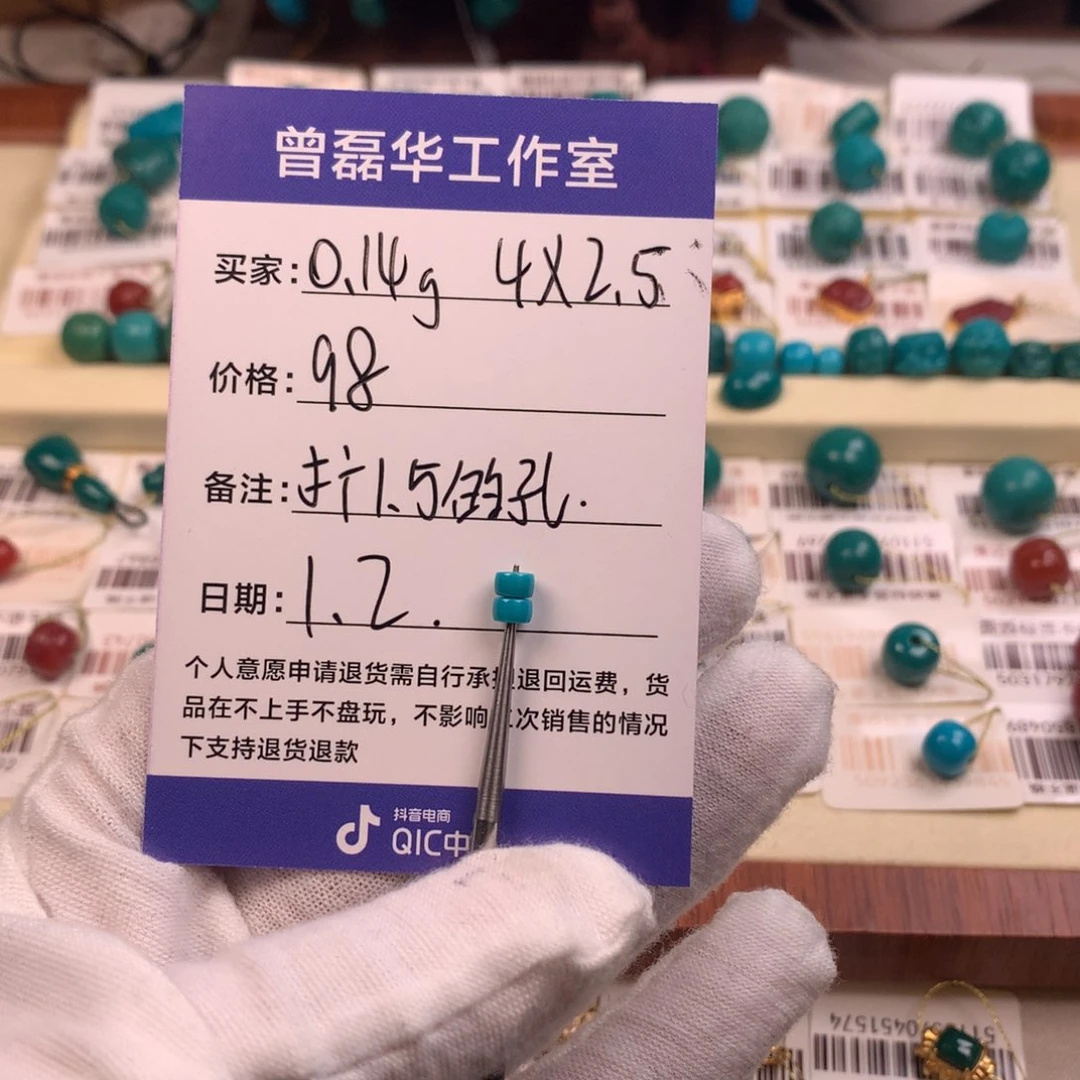 曾磊华工作室
买家:0.14g 4X2.5
价格:98
备注:扩1.5的孔.
日期:1.2.
个人意愿申请退货需自行承担退回运费，货
品在不上手不盘玩，不影响二次销售的情况
下支持退货退款
抖音电商
QIC中